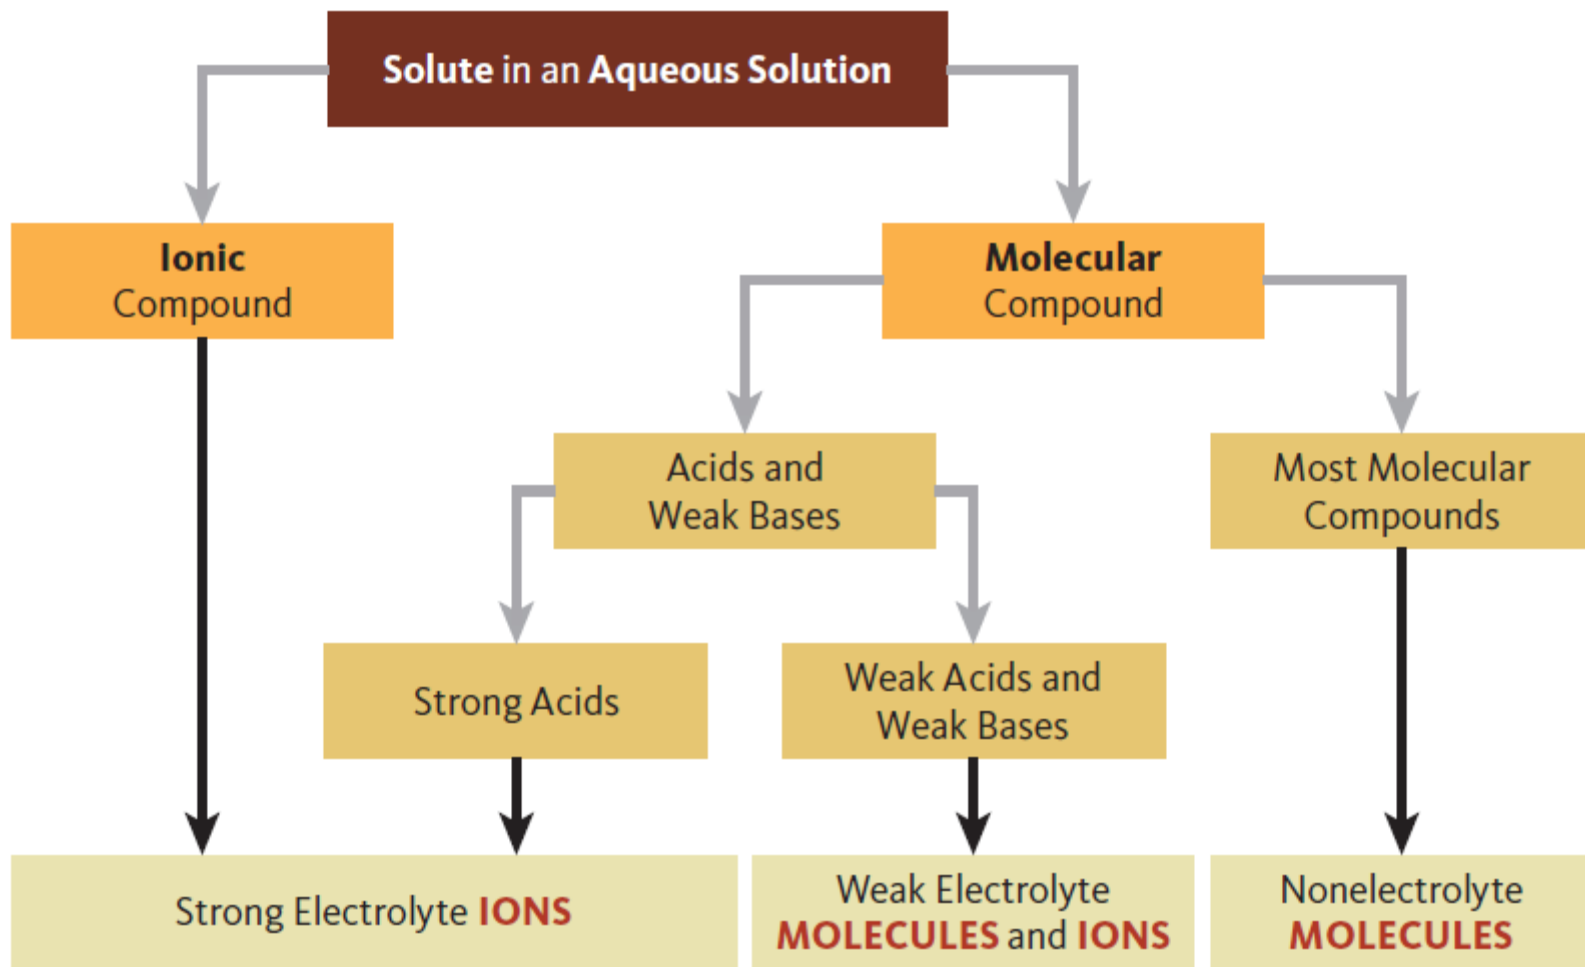 Solute in an Aqueous Solution
Ionic
Compound
Molecular
Compound
Acids and
Weak Bases
Most Molecular
Compounds
Strong Acids
Weak Acids and
Weak Bases
Strong Electrolyte IONS
Weak Electrolyte
MOLECULES and IONS
Nonelectrolyte
MOLECULES